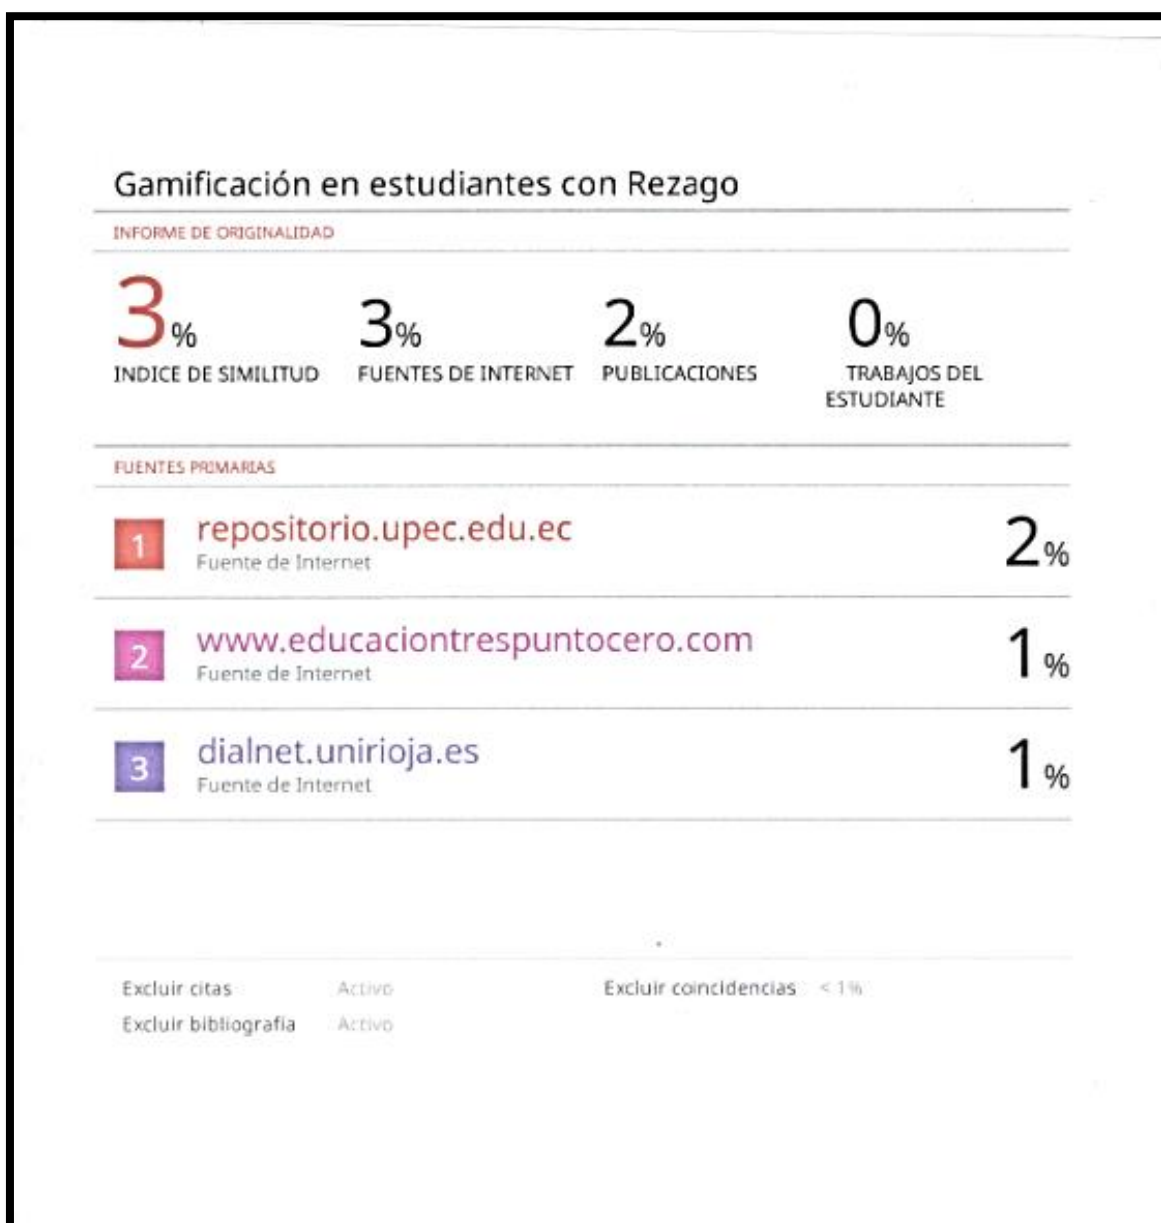 Gamificación en estudiantes con Rezago
INFORME DE ORIGINALIDAD
3%
INDICE DE SIMILITUD
3%
FUENTES DE INTERNET
2%
PUBLICACIONES
0%
TRABAJOS DEL
ESTUDIANTE
FUENTES PRIMARIAS
1 repositorio.upec.edu.ec 2%
Fuente de Internet
2 www.educaciontrespuntocero.com 1%
Fuente de Internet
3 dialnet.unirioja.es 1%
Fuente de Internet
Excluir citas Activo Excluir coincidencias < 1%
Excluir bibliografía Activo